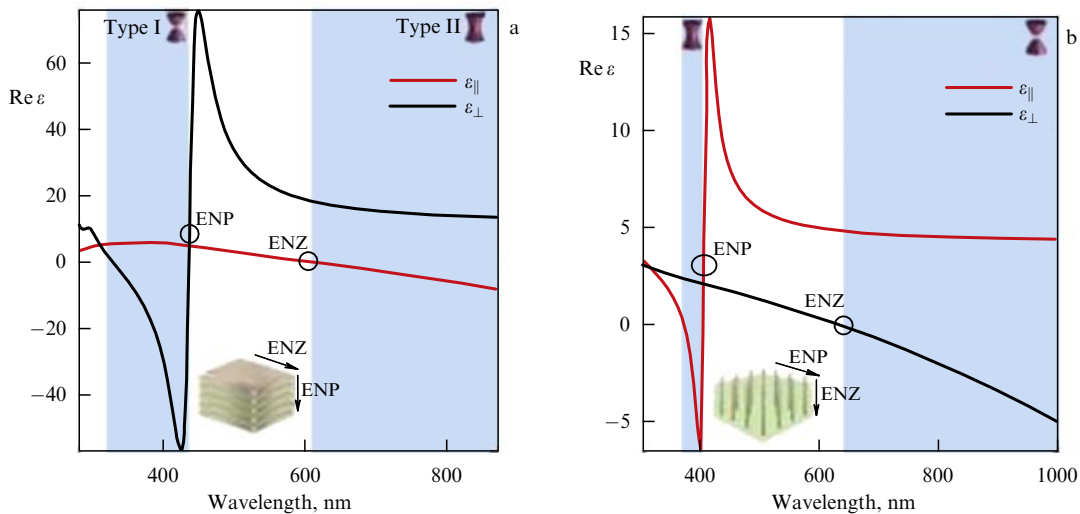 Type I
Type II
a
Re ε
60
40
20
0
−20
−40
ε∥
ε⊥
ENP
ENZ
ENZ
ENP
400
600
800
Wavelength, nm
b
Re ε
15
10
5
0
−5
ε∥
ε⊥
ENP
ENZ
ENP
ENZ
400
600
800
1000
Wavelength, nm